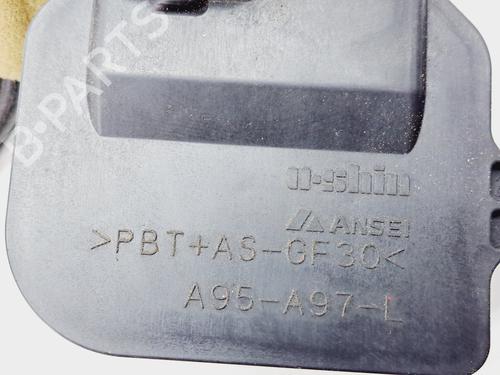 B-PARTS
u-shin
ANSEI
>PBT+AS-GF30<
A95-A97-L